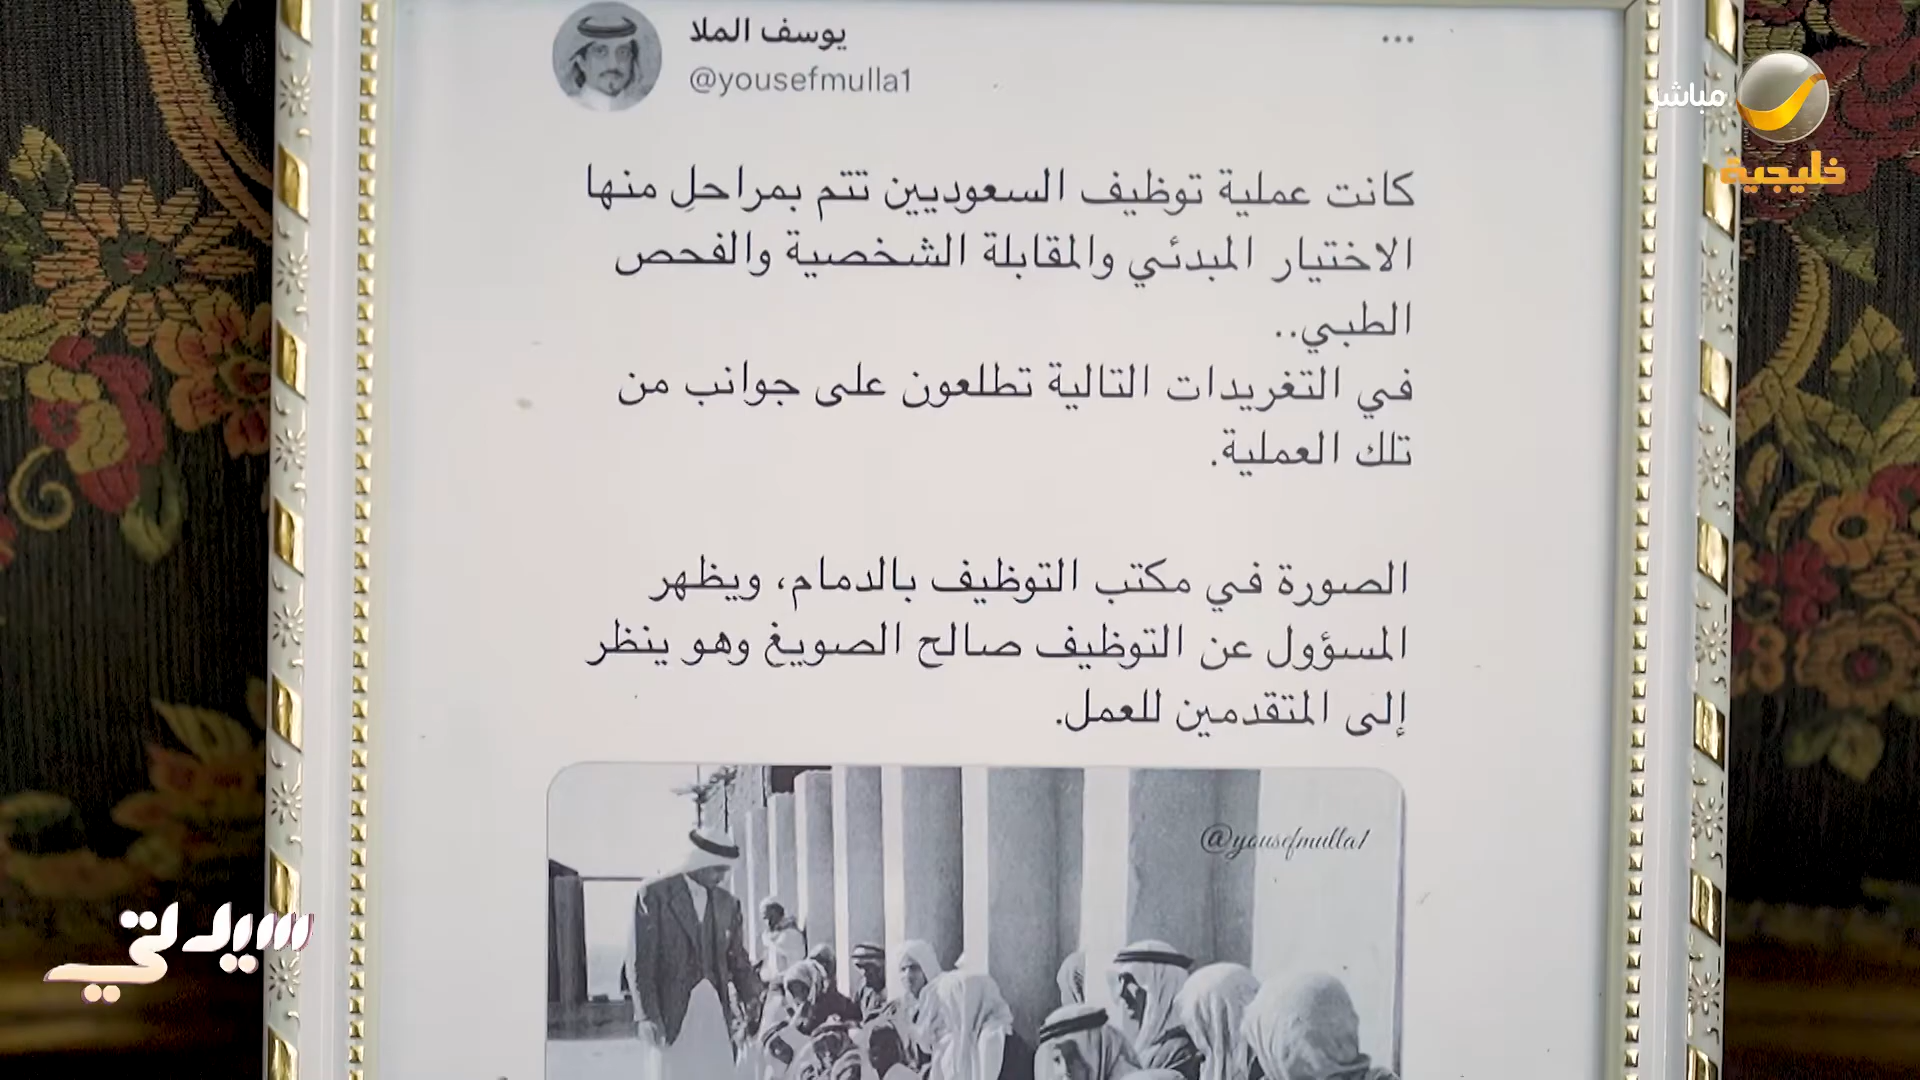 يوسف الملا
@yousefmulla1
مباشر
خليجية
كانت عملية توظيف السعوديين تتم بمراحلِ منها
الاختيار المبدئي والمقابلة الشخصية والفحص
الطبي..
في التغريدات التالية تطلعون على جوانب من
تلك العملية.
الصورة في مكتب التوظيف بالدمام، ويظهر
المسؤول عن التوظيف صالح الصويغ وهو ينظر
إلى المتقدمين للعمل.
@yousefmulla1
سيدتي